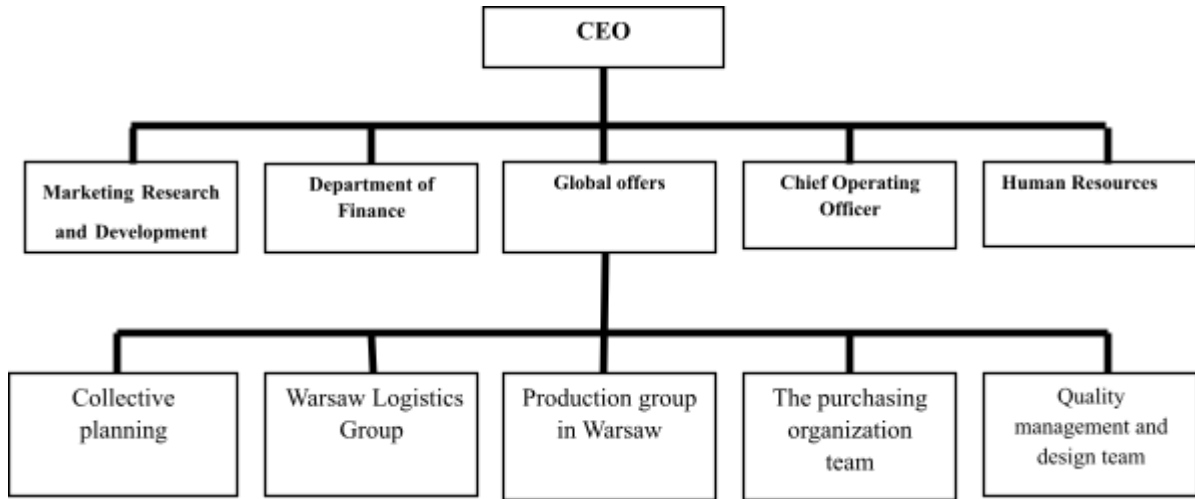 CEO
Marketing Research
and Development
Department of
Finance
Global offers
Chief Operating
Officer
Human Resources
Collective
planning
Warsaw Logistics
Group
Production group
in Warsaw
The purchasing
organization
team
Quality
management and
design team